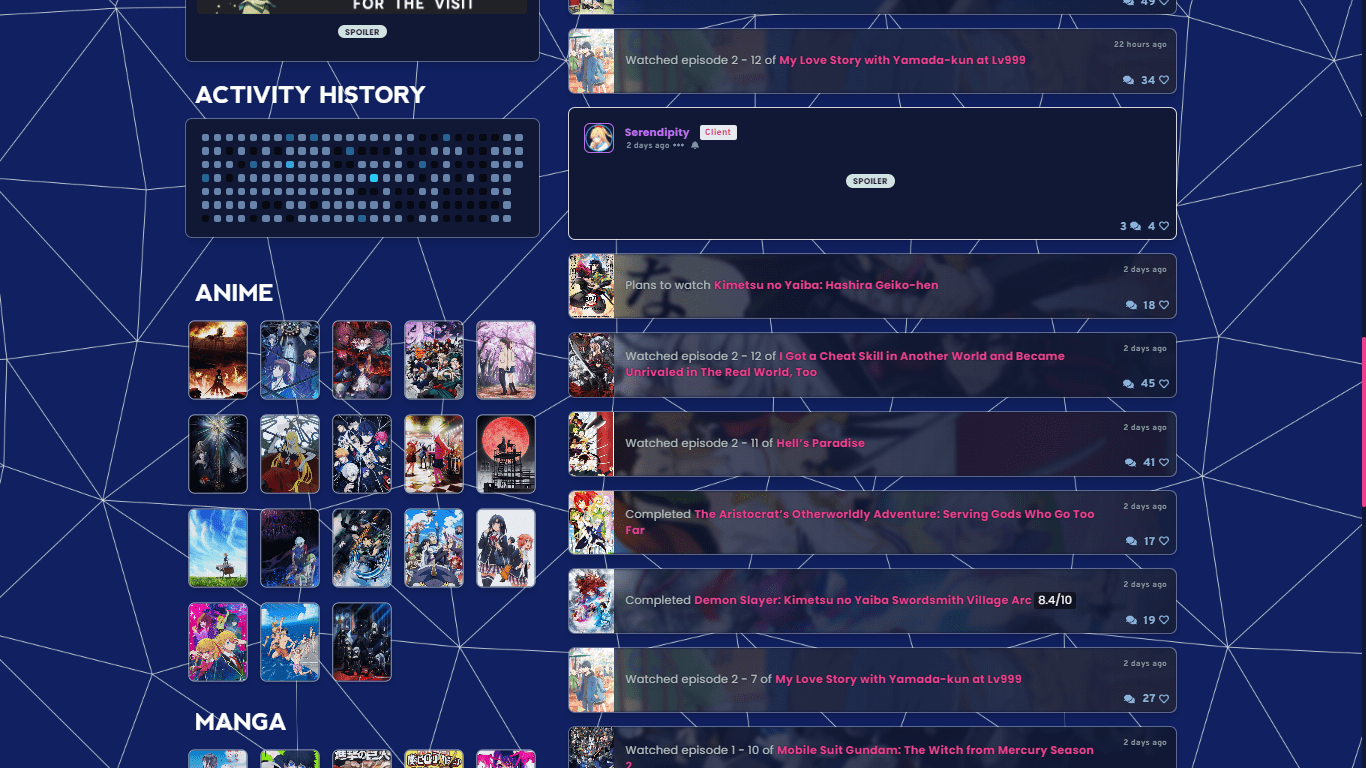 FOR THE VISIT
SPOILER
ACTIVITY HISTORY
ANIME
MANGA
49
22 hours ago
Watched episode 2 - 12 of My Love Story with Yamada-kun at Lv999
34
Serendipity Client
2 days ago •••
SPOILER
3 4
2 days ago
Plans to watch Kimetsu no Yaiba: Hashira Geiko-hen
18
な
2 days ago
Watched episode 2 - 12 of I Got a Cheat Skill in Another World and Became
Unrivaled in The Real World, Too
45
2 days ago
Watched episode 2 - 11 of Hell's Paradise
41
2 days ago
Completed The Aristocrat's Otherworldly Adventure: Serving Gods Who Go Too
Far
17
2 days ago
Completed Demon Slayer: Kimetsu no Yaiba Swordsmith Village Arc 8.4/10
19
2 days ago
Watched episode 2 - 7 of My Love Story with Yamada-kun at Lv999
27
2 days ago
Watched episode 1 - 10 of Mobile Suit Gundam: The Witch from Mercury Season
2
進撃の巨人